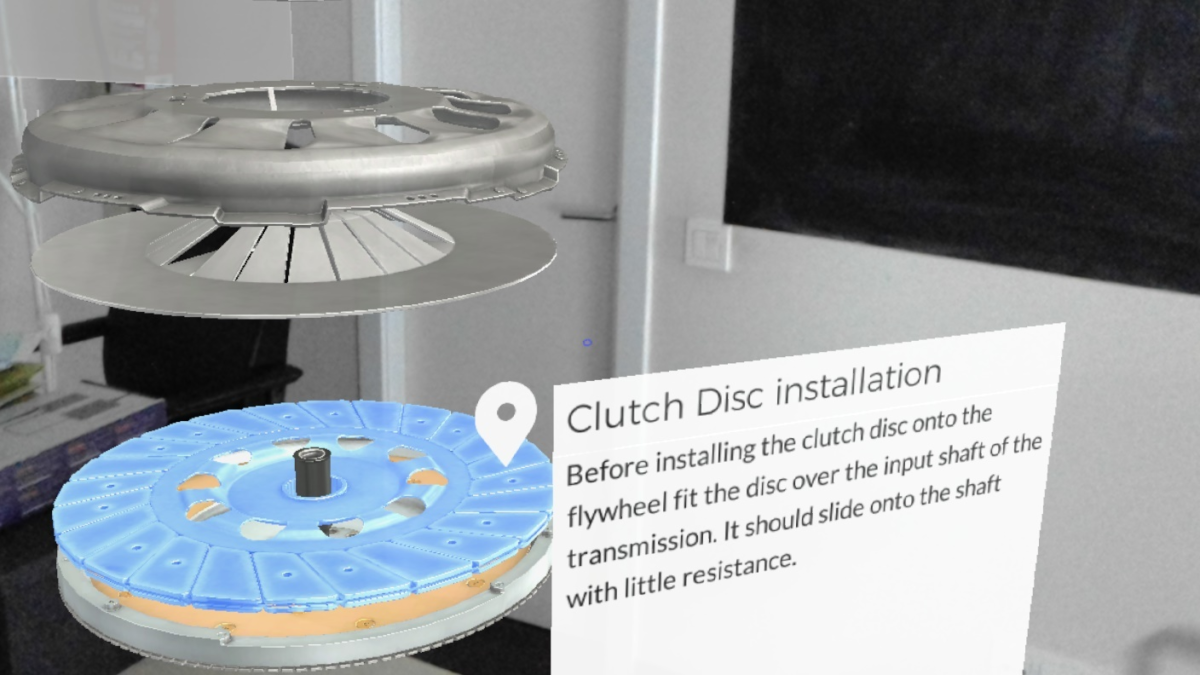 Clutch Disc installation
Before installing the clutch disc onto the
flywheel fit the disc over the input shaft of the
transmission. It should slide onto the shaft
with little resistance.